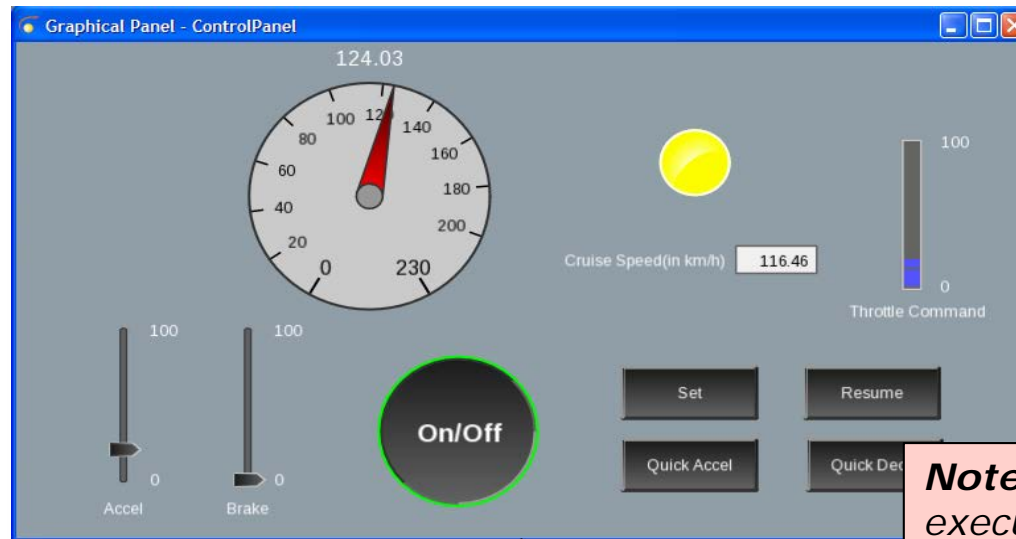 Graphical Panel - ControlPanel
124.03
0
20
40
60
80
100
120
140
160
180
200
230
Cruise Speed(in km/h) 116.46
100
0
Throttle Command
100
0
Accel
100
0
Brake
On/Off
Set
Resume
Quick Accel
Quick
Note